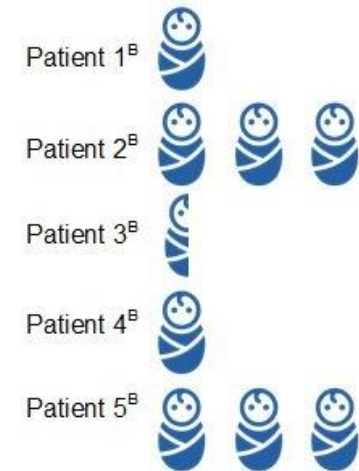 Patient 1ᴮ
Patient 2ᴮ
Patient 3ᴮ
Patient 4ᴮ
Patient 5ᴮ